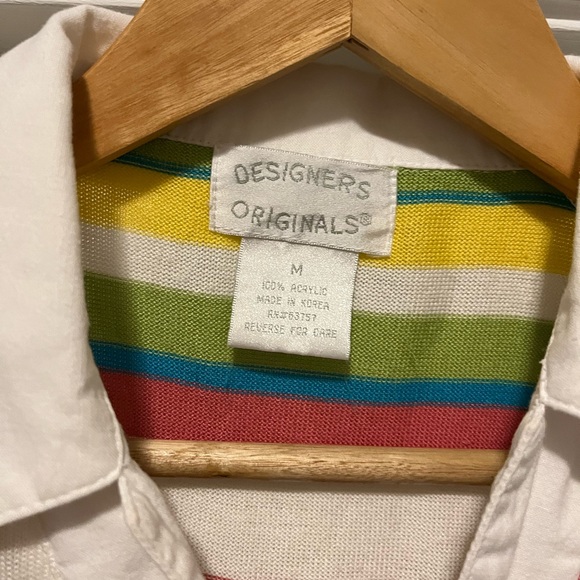 DESIGNERS
ORIGINALS®
M
100% ACRYLIC
MADE IN KOREA
RN#63757
REVERSE FOR CARE